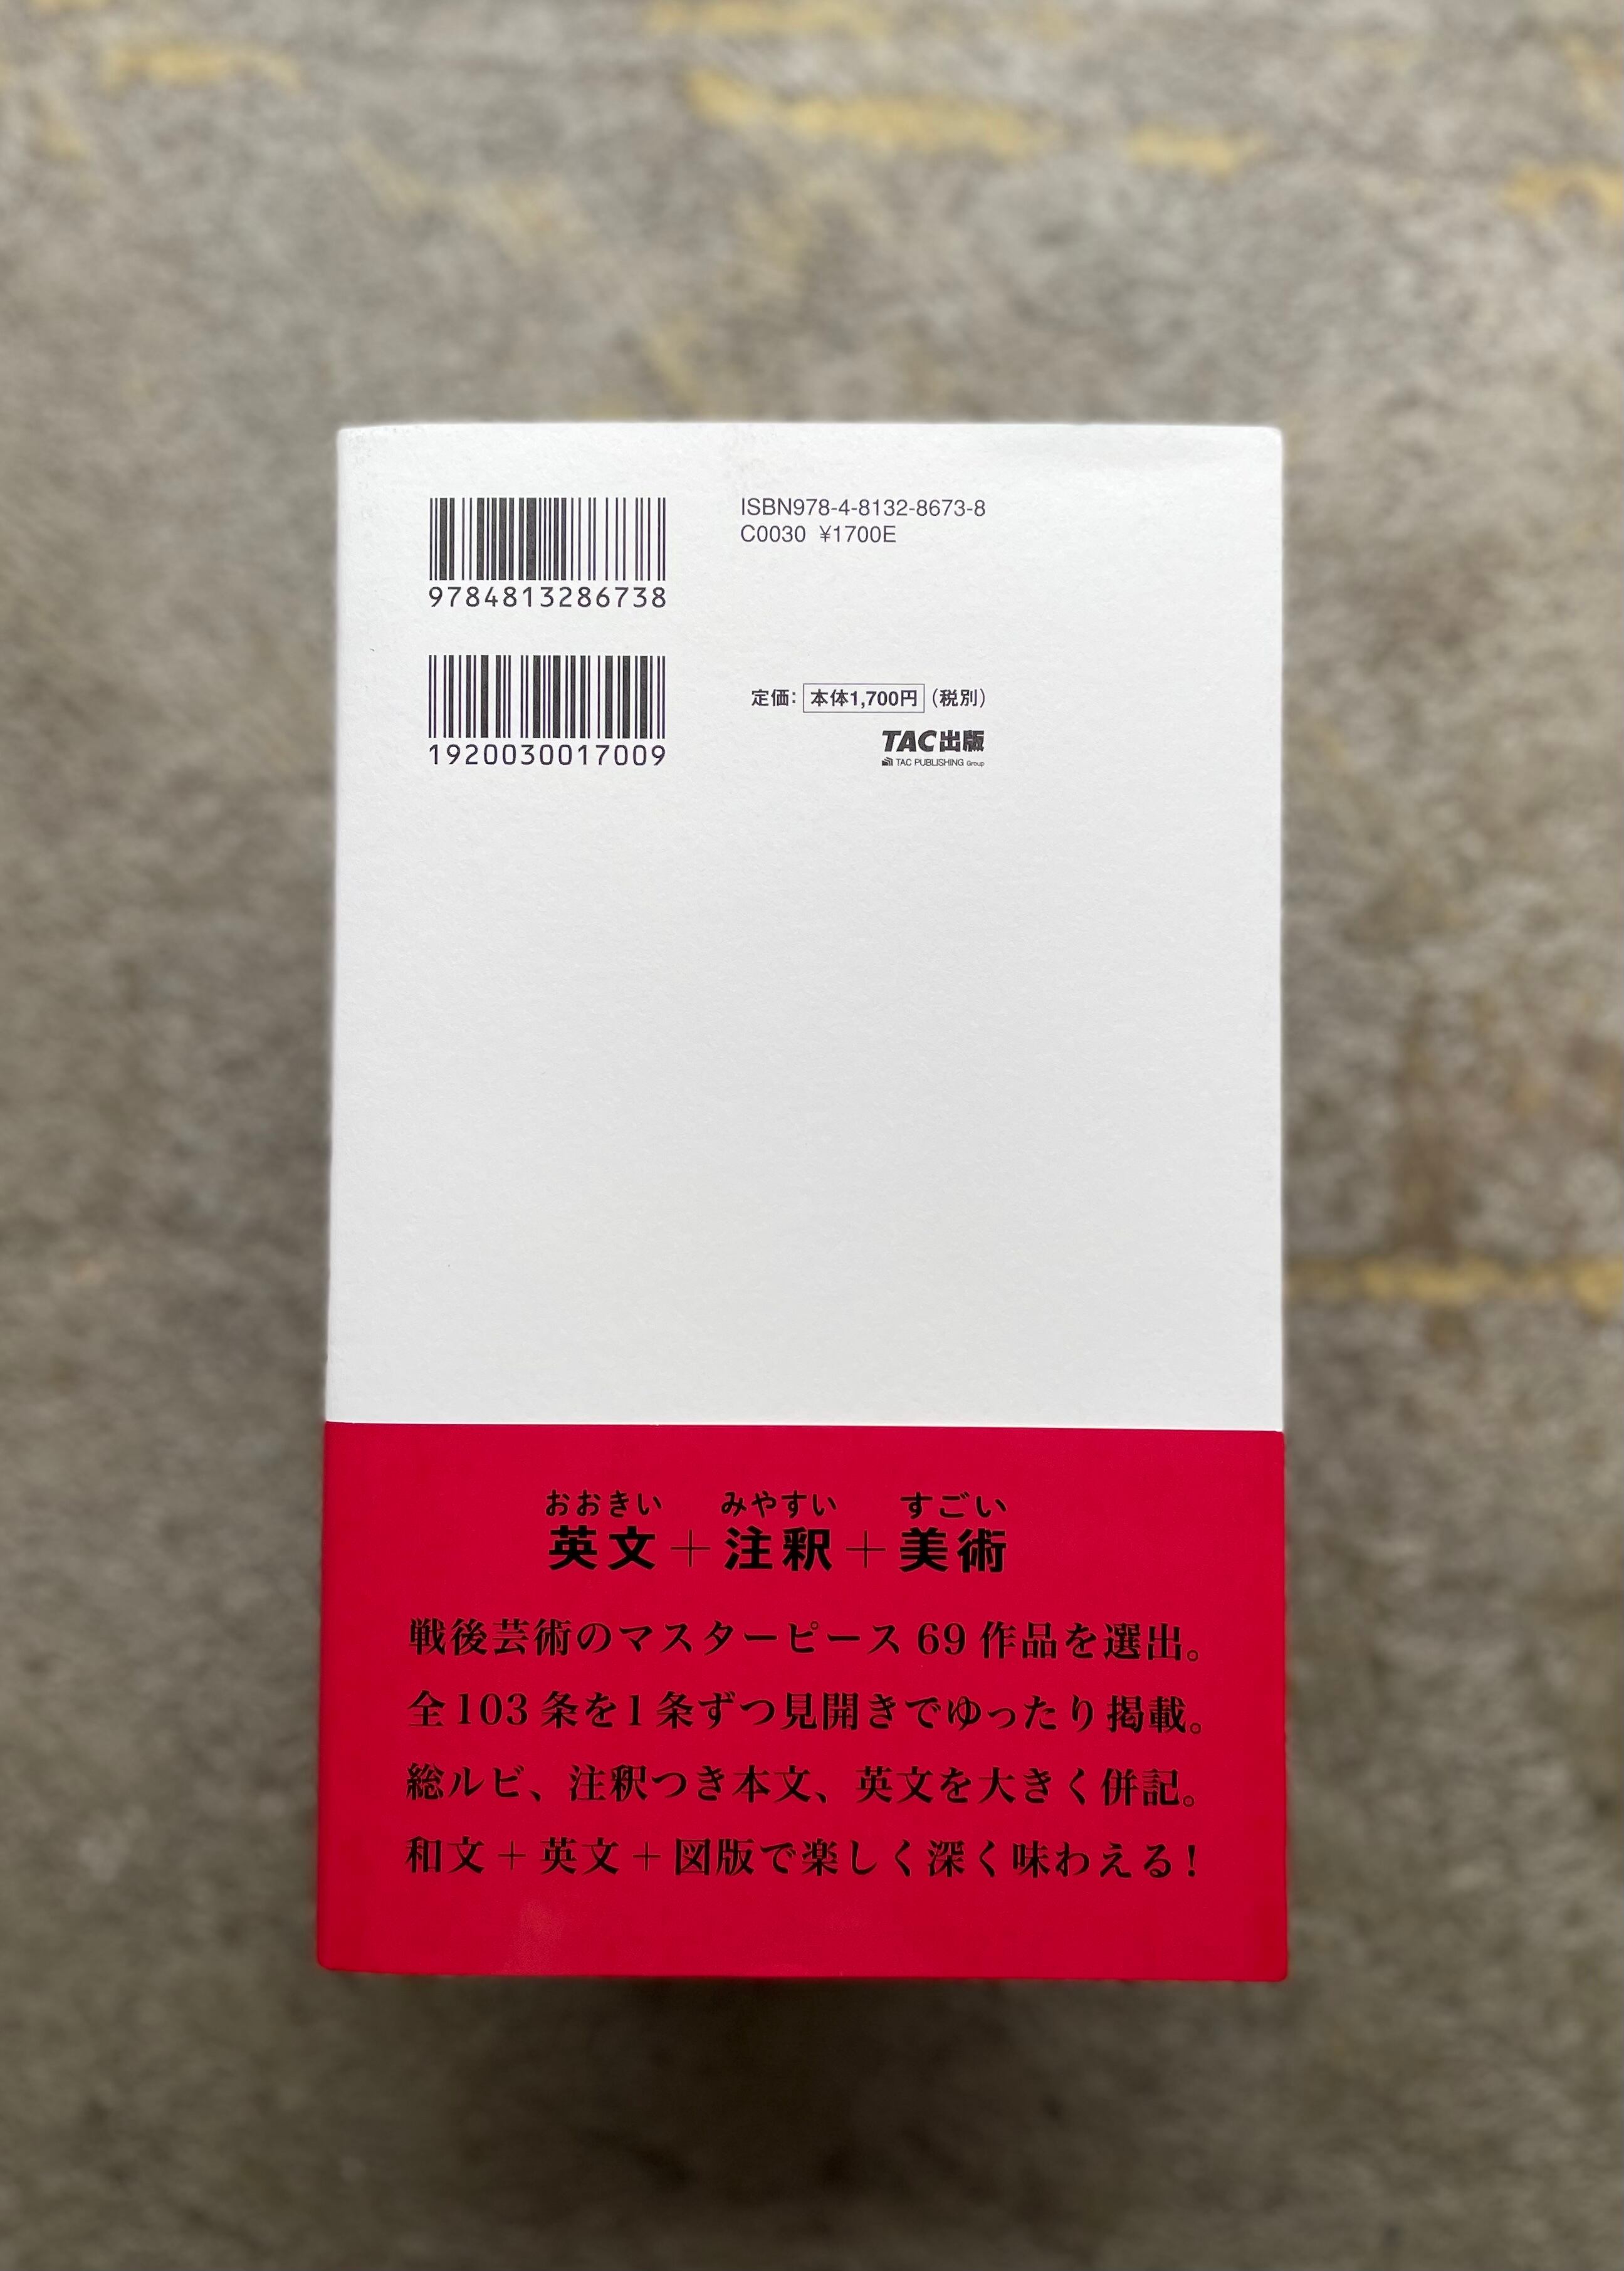 ISBN978-4-8132-8673-8
C0030 ¥1700E
9784813286738
1920030017009
定価：本体1,700円（税別）
TAC出版
TAC PUBLISHING Group
おおきい みやすい すごい
英文＋注釈＋美術
戦後芸術のマスターピース69作品を選出。
全103条を1条ずつ見開きでゆったり掲載。
総ルビ、注釈つき本文、英文を大きく併記。
和文＋英文＋図版で楽しく深く味わえる！